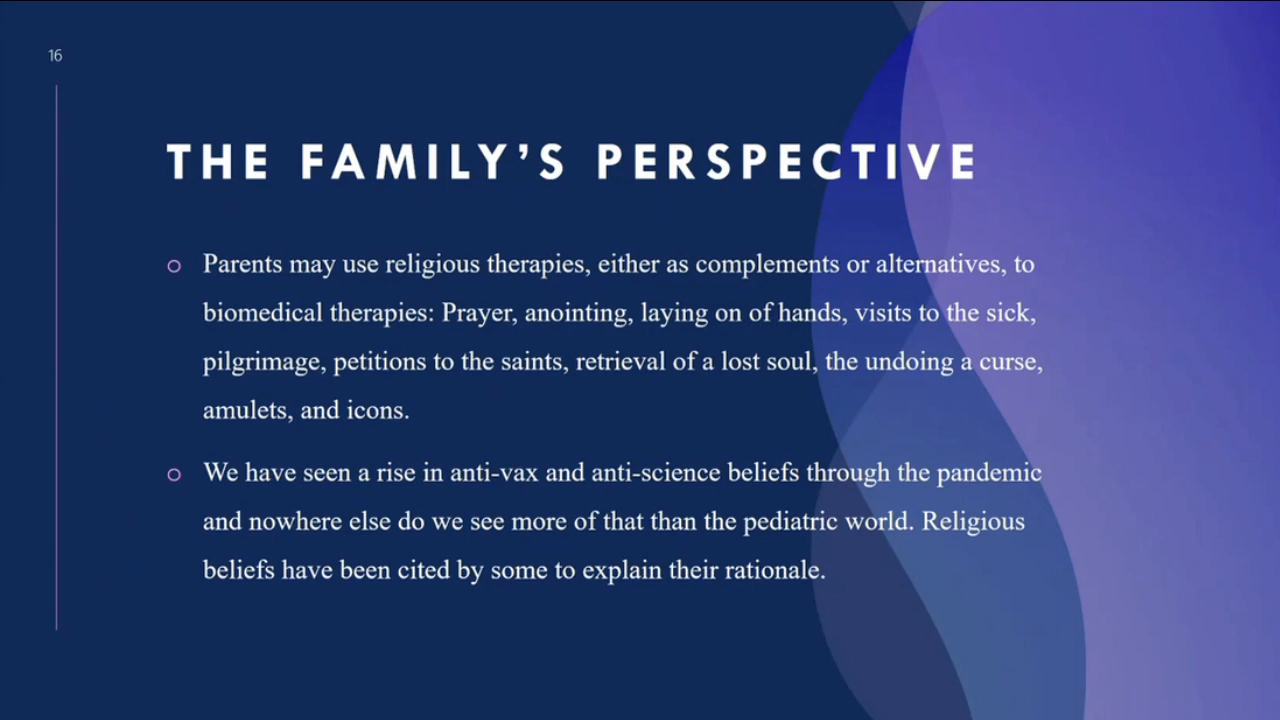 16
THE FAMILY’S PERSPECTIVE
Parents may use religious therapies, either as complements or alternatives, to
biomedical therapies: Prayer, anointing, laying on of hands, visits to the sick,
pilgrimage, petitions to the saints, retrieval of a lost soul, the undoing a curse,
amulets, and icons.
We have seen a rise in anti-vax and anti-science beliefs through the pandemic
and nowhere else do we see more of that than the pediatric world. Religious
beliefs have been cited by some to explain their rationale.